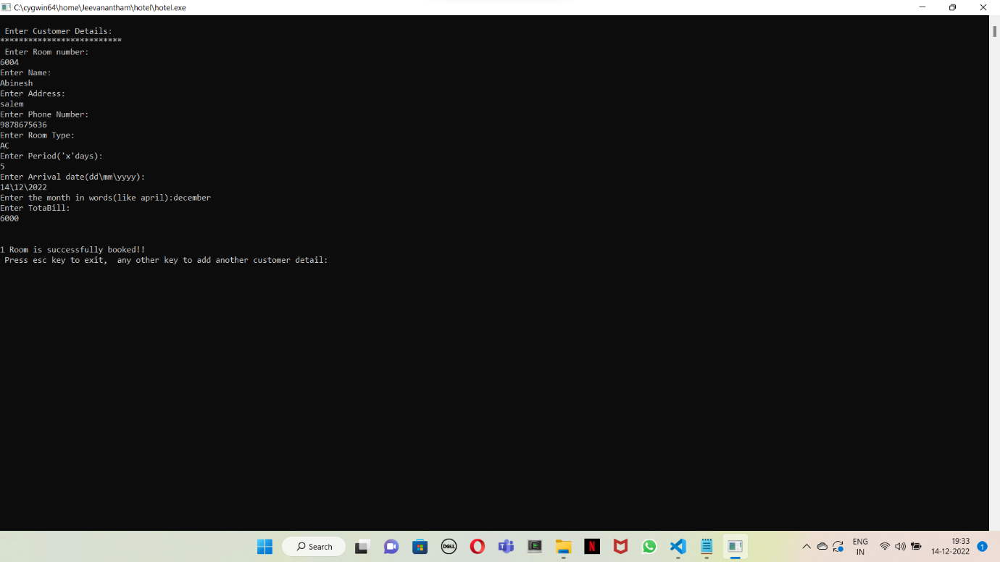 C:\cygwin64\home\Jeevanantham\hotel\hotel.exe
Enter Customer Details:
**************************
Enter Room number:
6004
Enter Name:
Abinesh
Enter Address:
salem
Enter Phone Number:
9878675636
Enter Room Type:
AC
Enter Period('x'days):
5
Enter Arrival date(dd\mm\yyyy):
14\12\2022
Enter the month in words(like april):december
Enter TotaBill:
6000
1 Room is successfully booked!!
Press esc key to exit,  any other key to add another customer detail:
Search
DELL
N
ENG
IN
19:33
14-12-2022
1